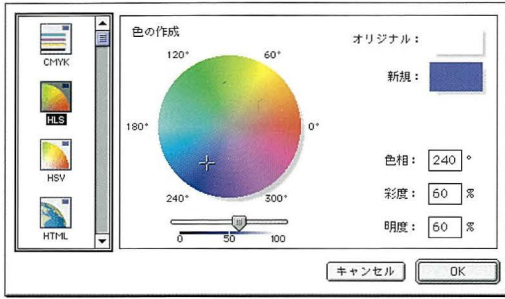 CMYK
HLS
HSV
HTML
色の作成
120°
60°
180°
0°
240°
300°
0 50 100
オリジナル：
新規：
色相： 240 °
彩度： 60 %
明度： 60 %
キャンセル
OK